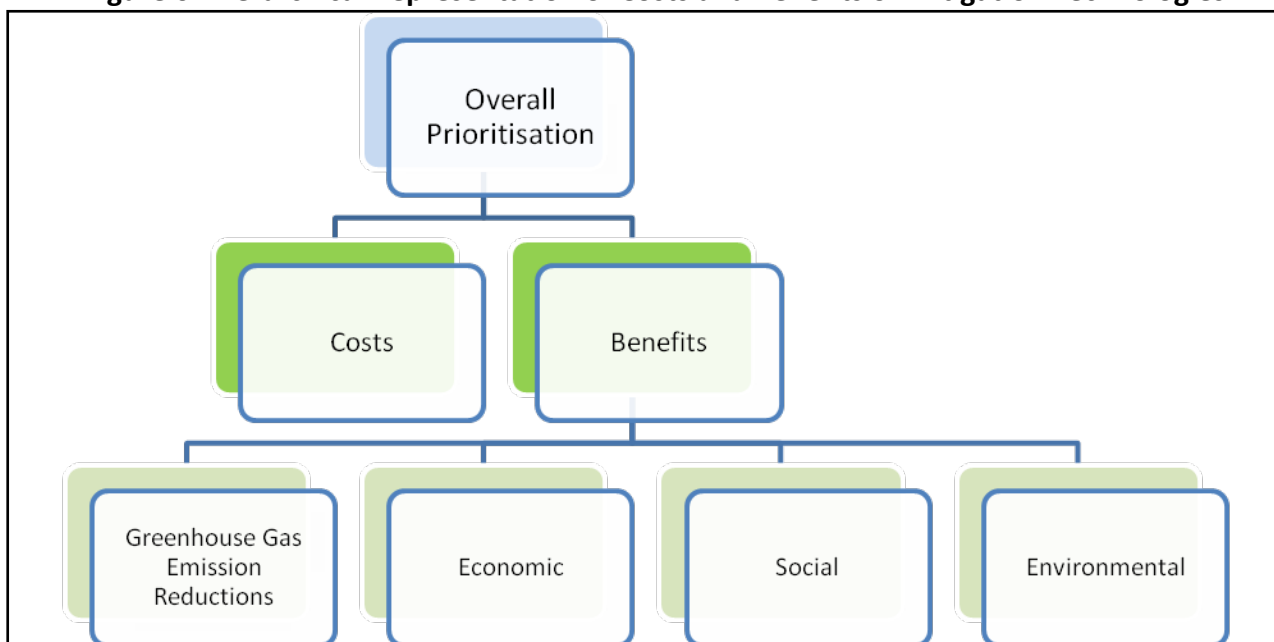 Overall
Prioritisation
Costs
Benefits
Greenhouse Gas
Emission
Reductions
Economic
Social
Environmental